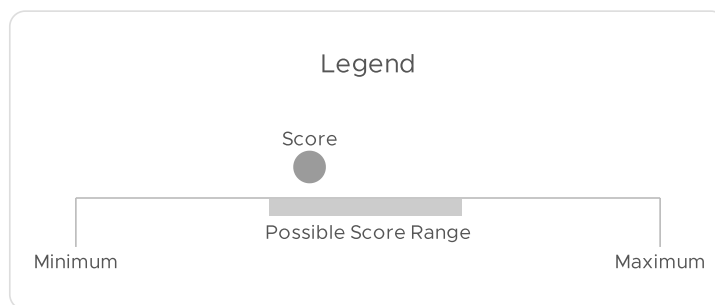 Legend
Score
Possible Score Range
Minimum
Maximum